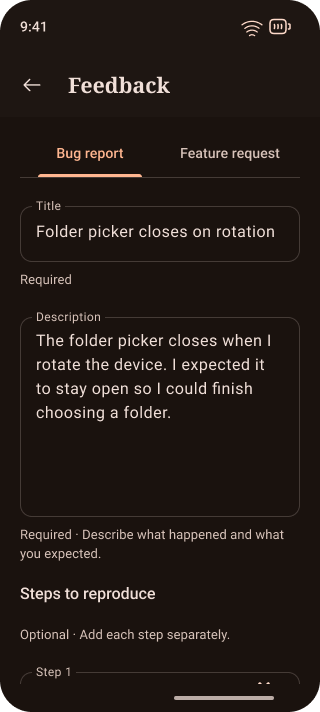 9:41
Feedback
Bug report
Feature request
Title
Folder picker closes on rotation
Required
Description
The folder picker closes when I
rotate the device. I expected it
to stay open so I could finish
choosing a folder.
Required · Describe what happened and what
you expected.
Steps to reproduce
Optional · Add each step separately.
Step 1